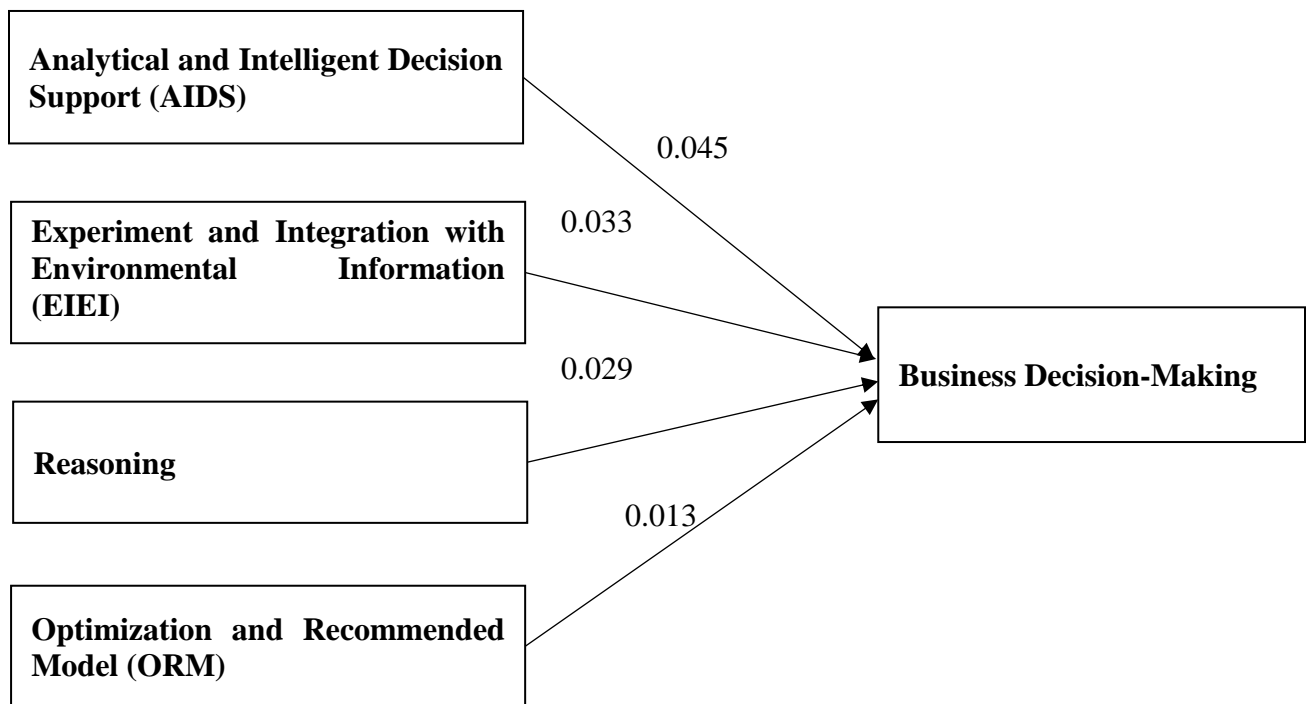 Analytical and Intelligent Decision
Support (AIDS)
0.045
Experiment and Integration with
Environmental Information
(EIEI)
0.033
Business Decision-Making
0.029
Reasoning
0.013
Optimization and Recommended
Model (ORM)